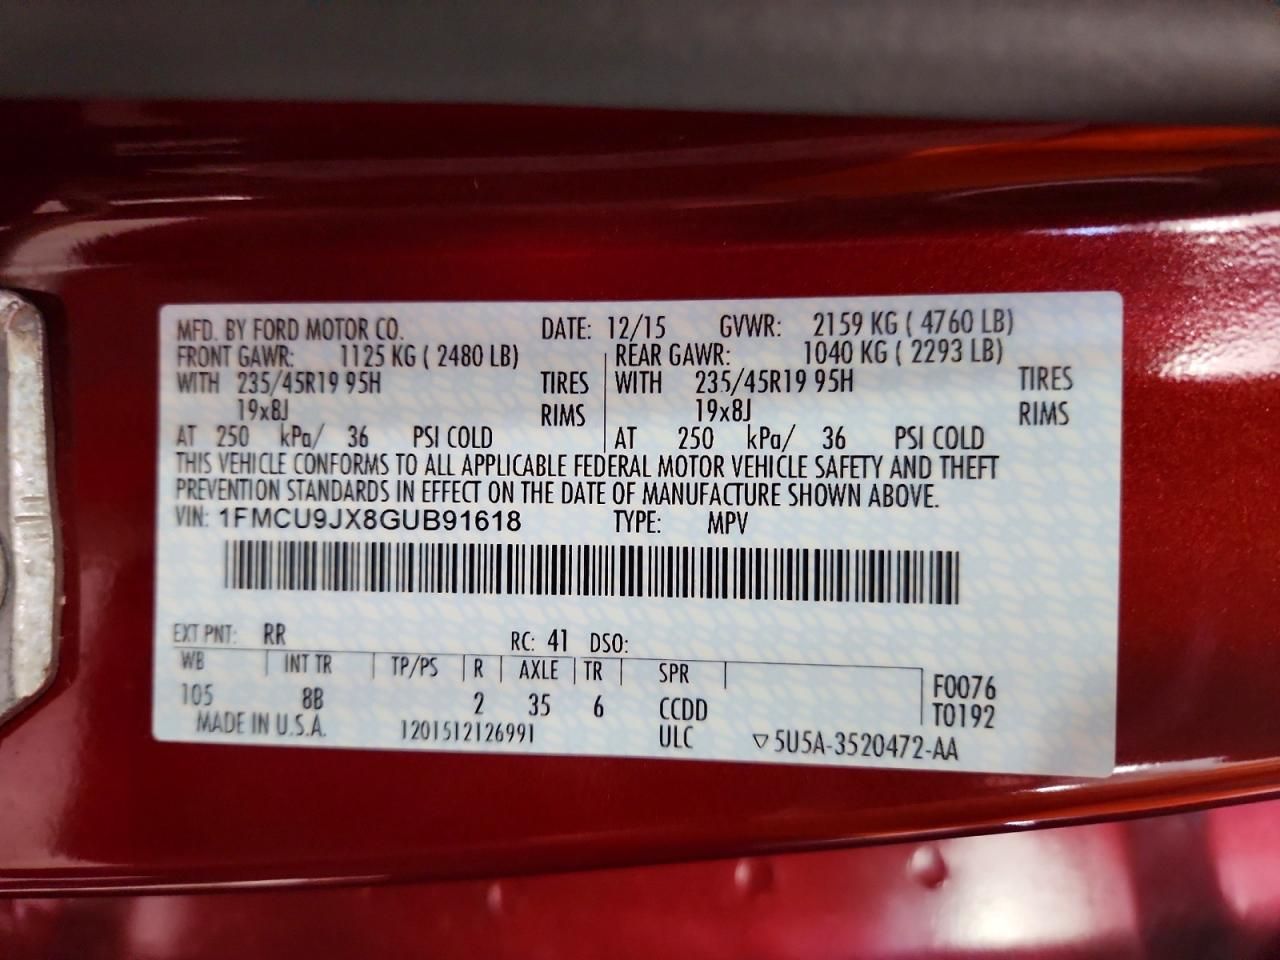 MFD. BY FORD MOTOR CO. DATE: 12/15 GVWR: 2159 KG ( 4760 LB)
FRONT GAWR: 1125 KG ( 2480 LB) REAR GAWR: 1040 KG ( 2293 LB)
WITH 235/45R19 95H TIRES WITH 235/45R19 95H TIRES
19x8J RIMS 19x8J RIMS
AT 250 kPa/ 36 PSI COLD AT 250 kPa/ 36 PSI COLD
THIS VEHICLE CONFORMS TO ALL APPLICABLE FEDERAL MOTOR VEHICLE SAFETY AND THEFT
PREVENTION STANDARDS IN EFFECT ON THE DATE OF MANUFACTURE SHOWN ABOVE.
VIN: 1FMCU9JX8GUB91618 TYPE: MPV
EXT PNT: RR RC: 41 DSO:
WB INT TR TP/PS R AXLE TR SPR
105 8B 2 35 6 CCDD F0076
T0192
MADE IN U.S.A. 1201512126991 ULC ▽5U5A-3520472-AA